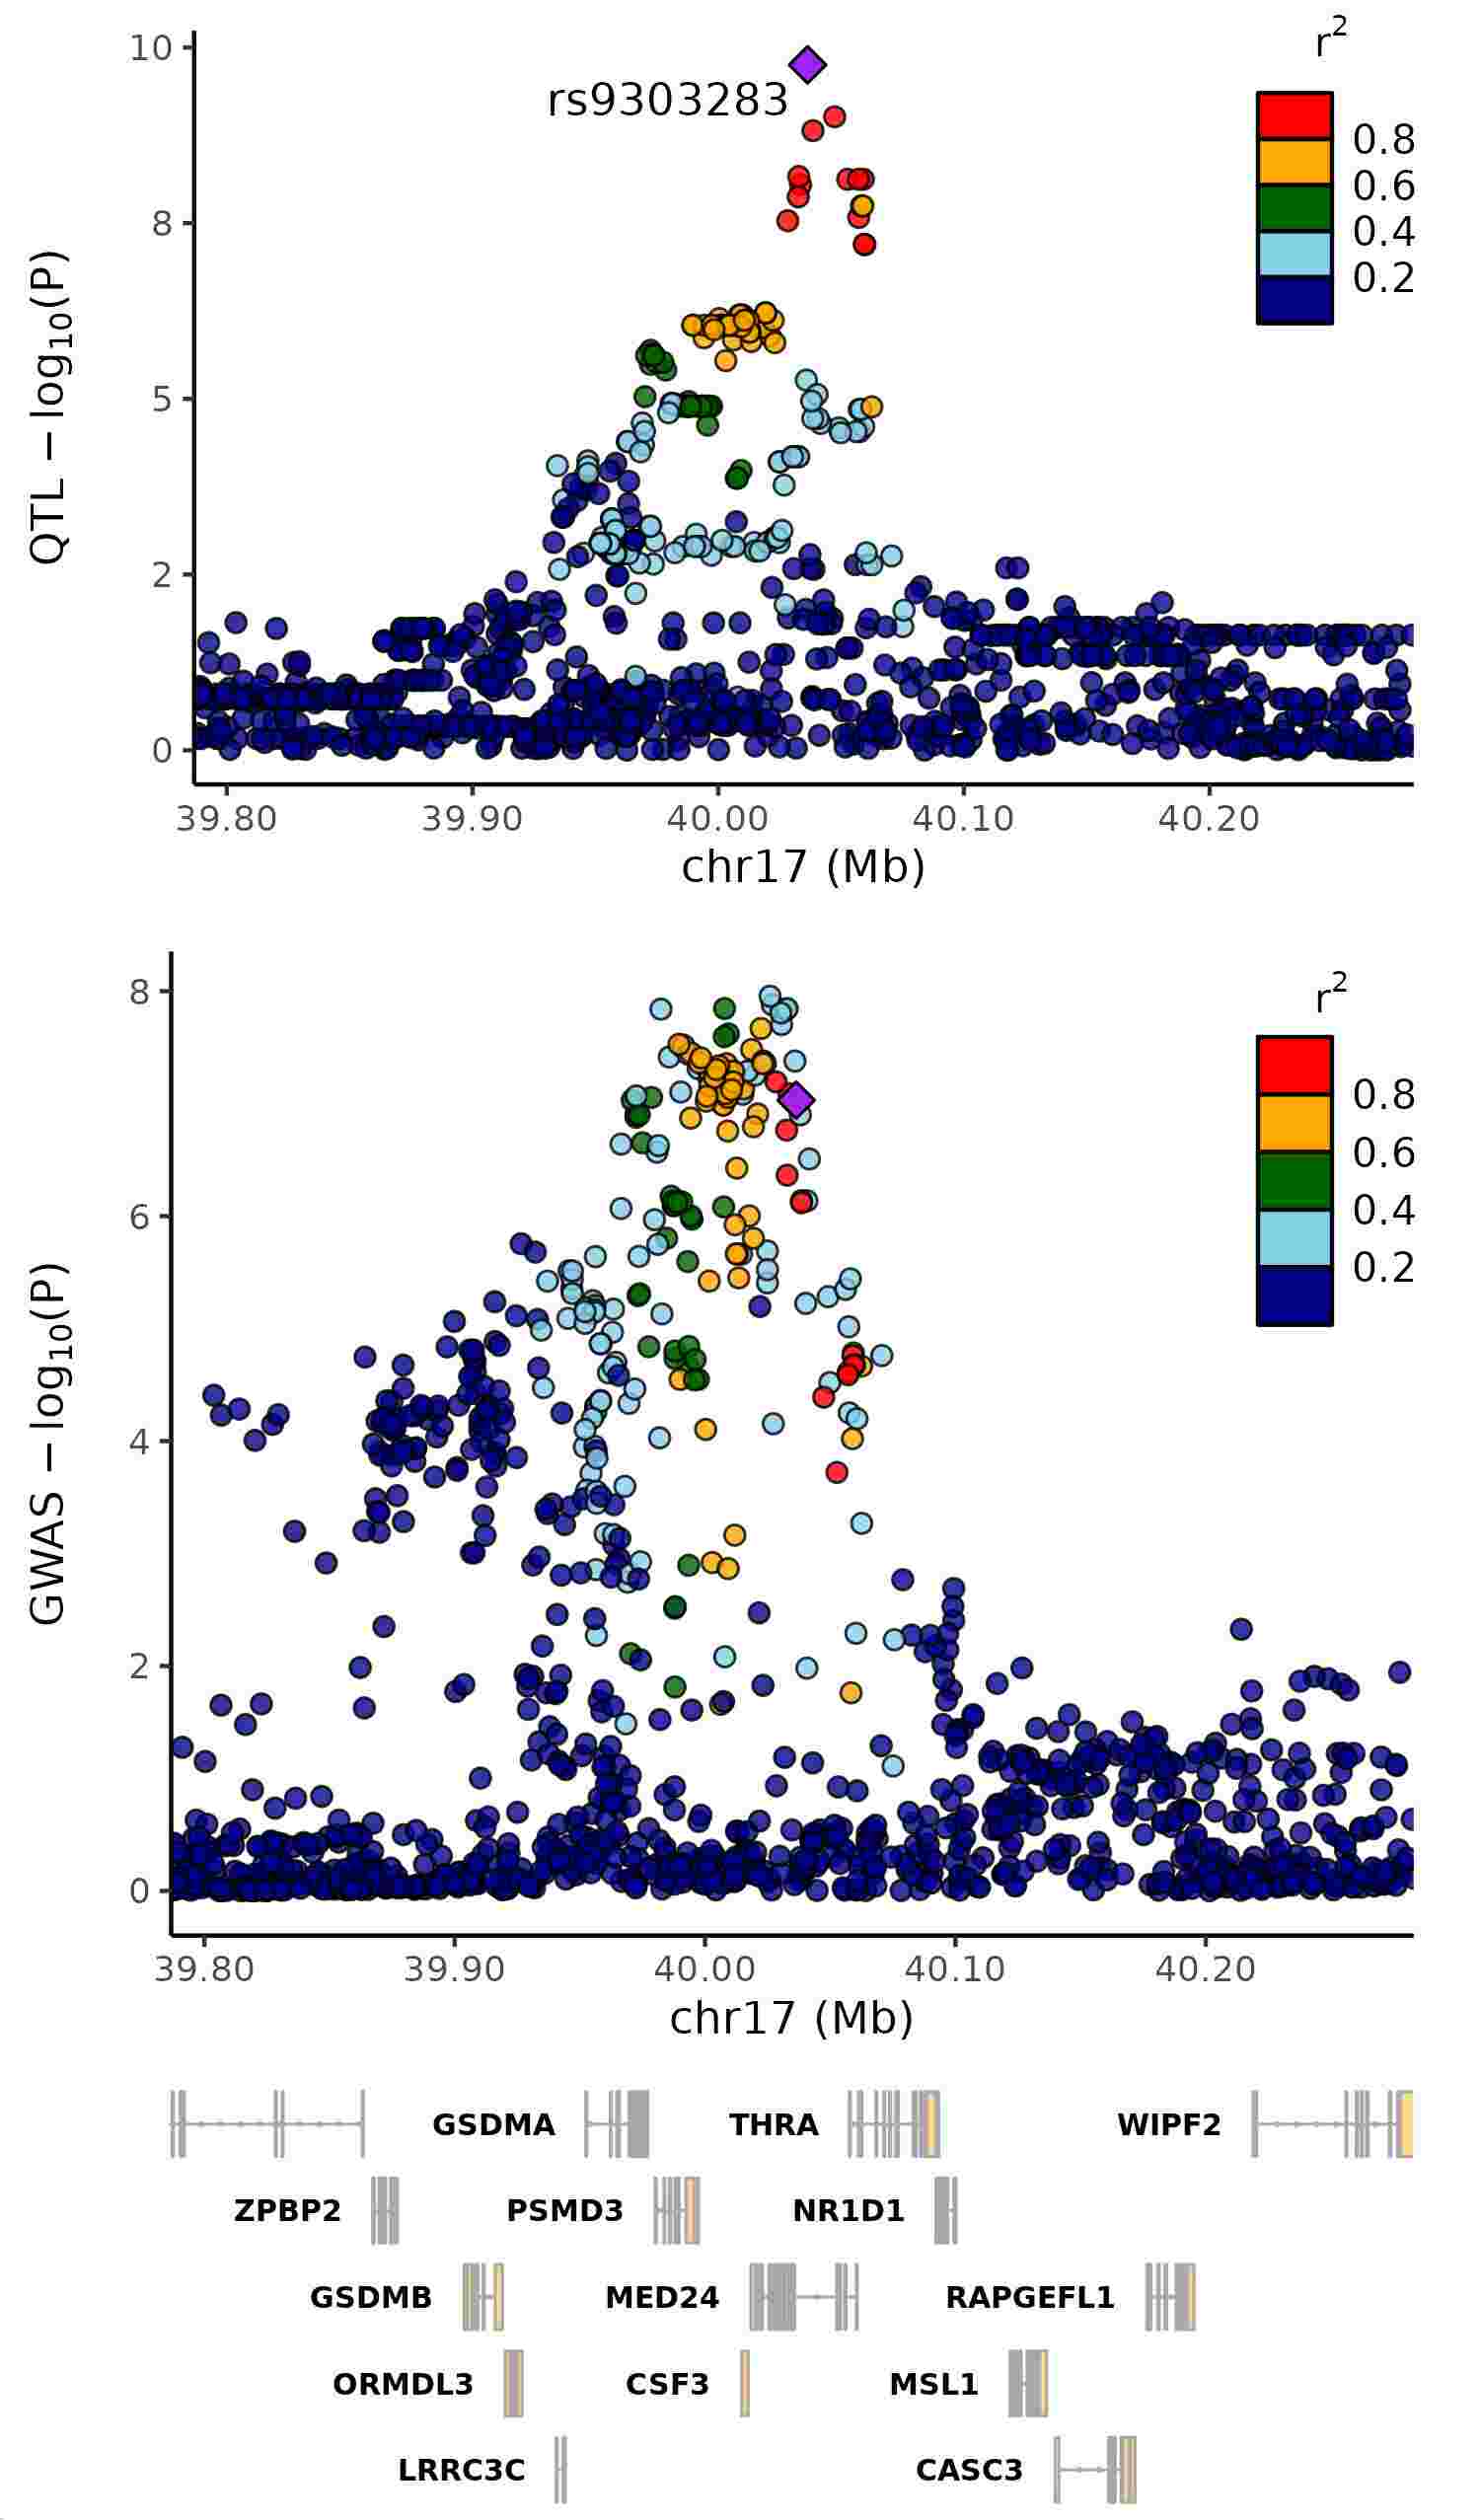 r²
10
rs9303283
0.8
0.6
0.4
0.2
8
5
2
0
QTL −log₁₀(P)
39.80 39.90 40.00 40.10 40.20
chr17 (Mb)
r²
8
0.8
0.6
0.4
0.2
6
4
2
0
GWAS −log₁₀(P)
39.80 39.90 40.00 40.10 40.20
chr17 (Mb)
GSDMA THRA WIPF2
ZPBP2 PSMD3 NR1D1
GSDMB MED24 RAPGEFL1
ORMDL3 CSF3 MSL1
LRRC3C CASC3